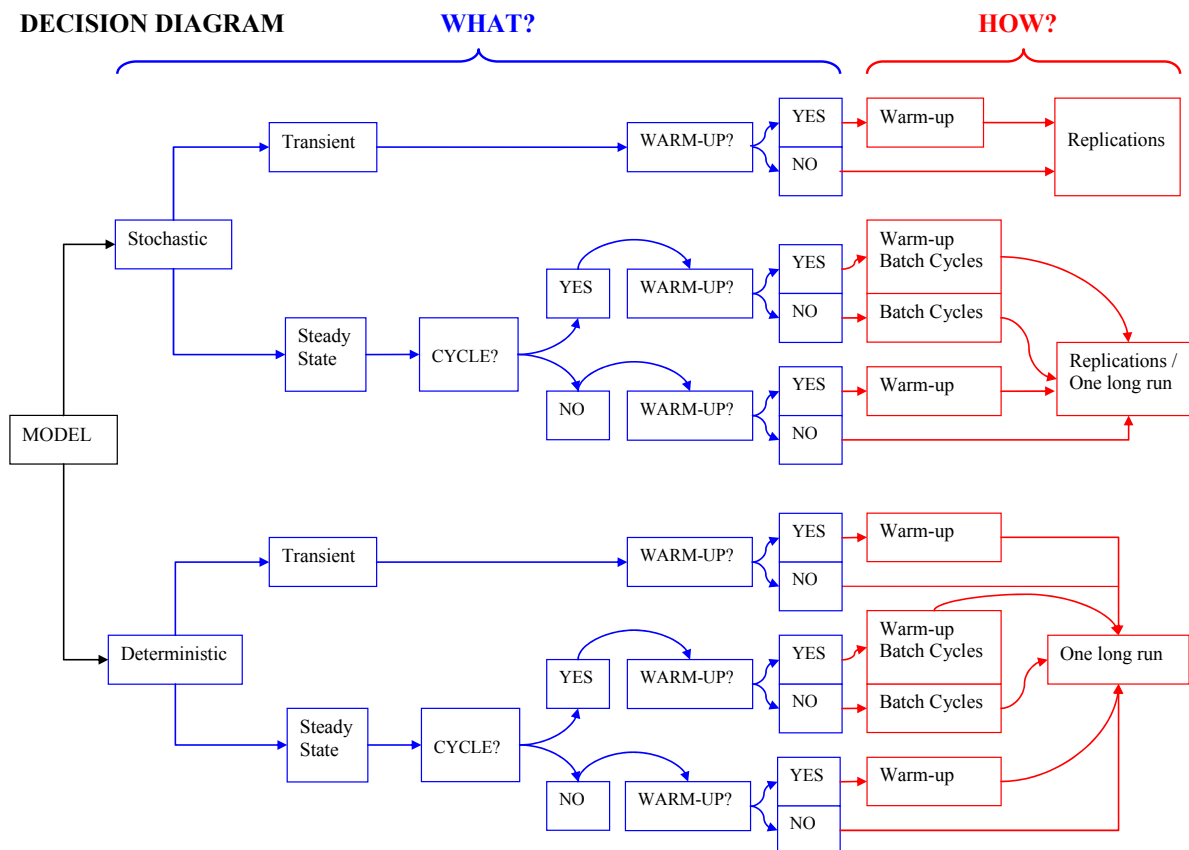 DECISION DIAGRAM
WHAT?
HOW?
Transient
WARM-UP?
YES
NO
Warm-up
Replications
Stochastic
Steady
State
CYCLE?
YES
WARM-UP?
YES
NO
Warm-up
Batch Cycles
Batch Cycles
NO
WARM-UP?
YES
NO
Warm-up
Replications /
One long run
MODEL
Transient
WARM-UP?
YES
NO
Warm-up
Deterministic
Steady
State
CYCLE?
YES
WARM-UP?
YES
NO
Warm-up
Batch Cycles
Batch Cycles
One long run
NO
WARM-UP?
YES
NO
Warm-up